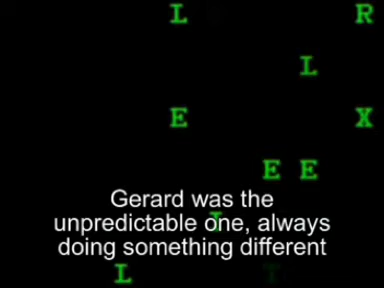 L R
L
E X
E E
Gerard was the
unpredictable one, always
doing something different
L